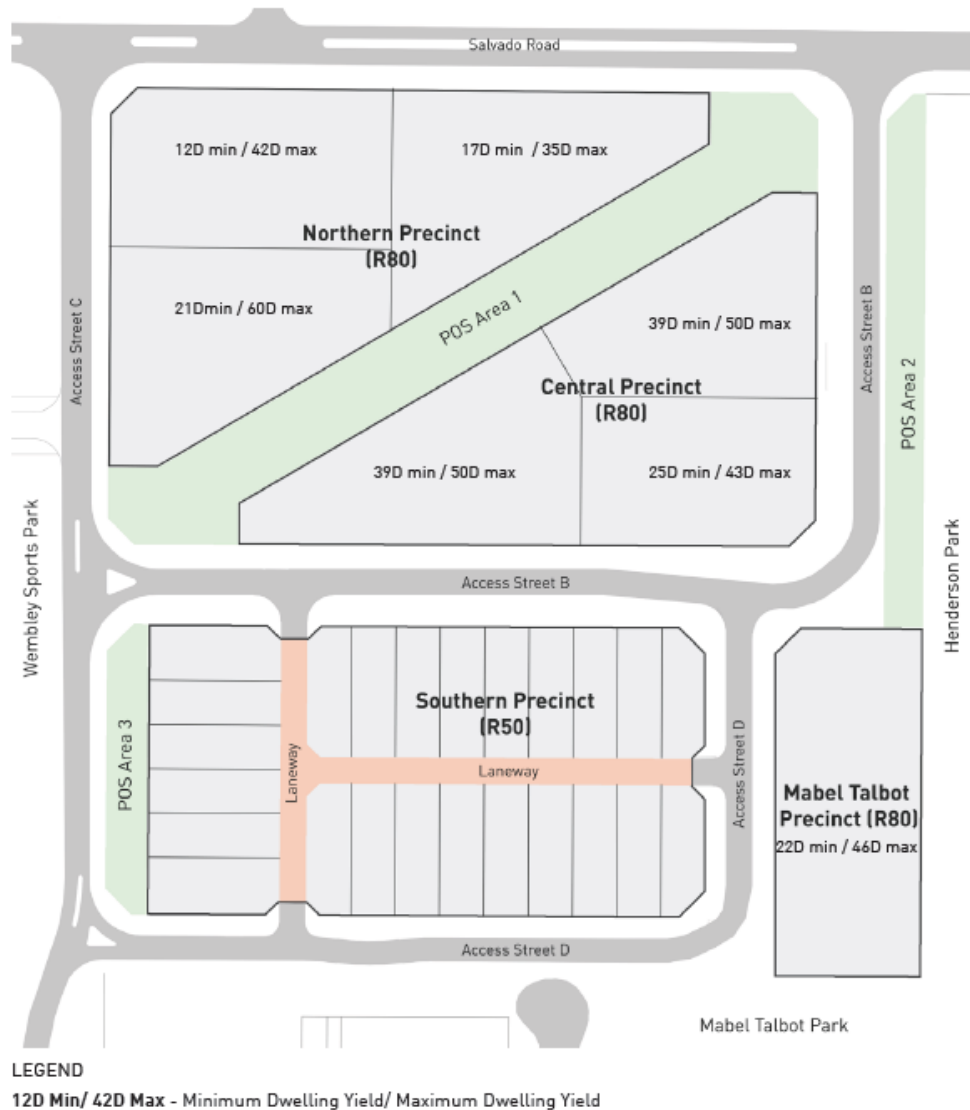 Salvado Road
12D min / 42D max
17D min / 35D max
Northern Precinct
(R80)
21Dmin / 60D max
POS Area 1
39D min / 50D max
Central Precinct
(R80)
39D min / 50D max
25D min / 43D max
Access Street C
Access Street B
POS Area 2
Wembley Sports Park
Henderson Park
Access Street B
POS Area 3
Laneway
Southern Precinct
(R50)
Laneway
Access Street D
Mabel Talbot
Precinct (R80)
22D min / 46D max
Access Street D
Mabel Talbot Park
LEGEND
12D Min/ 42D Max - Minimum Dwelling Yield/ Maximum Dwelling Yield